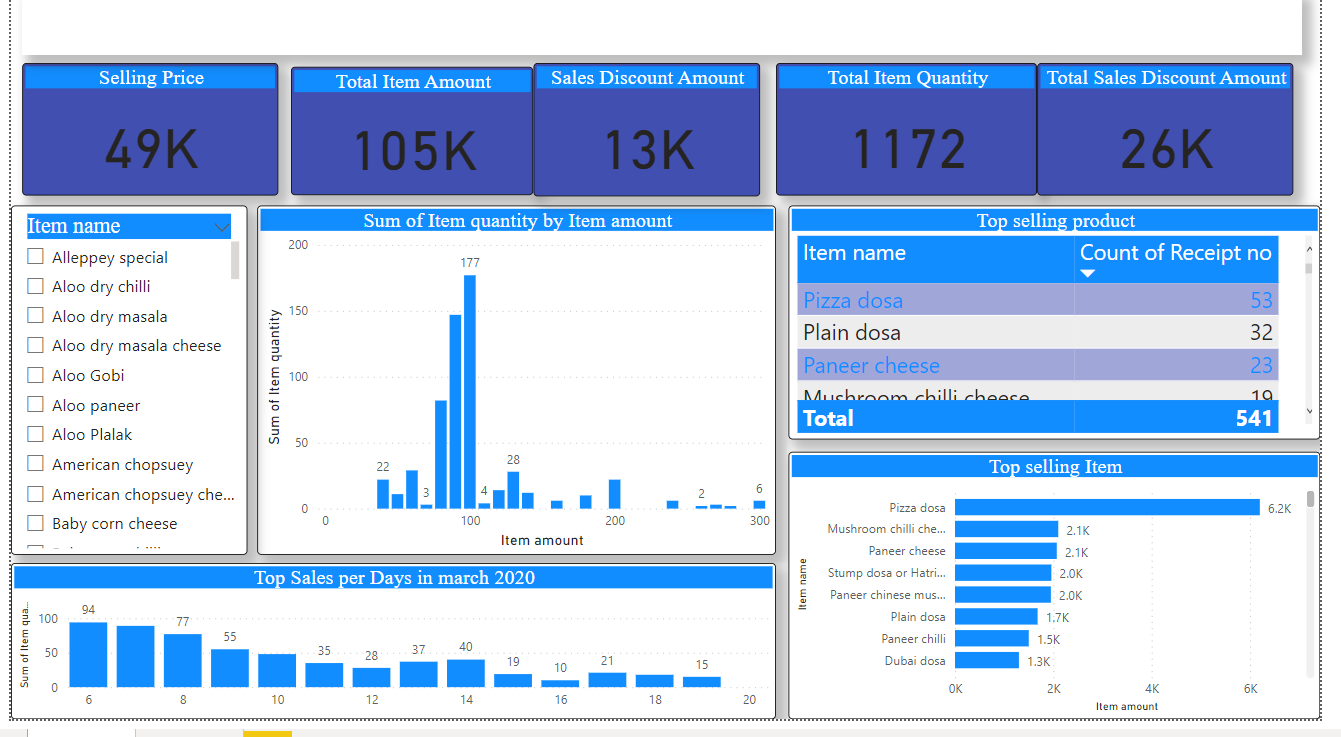 Selling Price
49K
Total Item Amount
105K
Sales Discount Amount
13K
Total Item Quantity
1172
Total Sales Discount Amount
26K
Item name
Alleppey special
Aloo dry chilli
Aloo dry masala
Aloo dry masala cheese
Aloo Gobi
Aloo paneer
Aloo Plalak
American chopsuey
American chopsuey che...
Baby corn cheese
Sum of Item quantity by Item amount
Sum of Item quantity
200
150
100
50
0
22
3
177
4
28
2
6
0
100
200
300
Item amount
Top selling product
Item name
Count of Receipt no
Pizza dosa 53
Plain dosa 32
Paneer cheese 23
Mushroom chilli cheese 19
Total 541
Top Sales per Days in march 2020
Sum of Item qua..
100
50
0
94
77
55
35
28
37
40
19
10
21
15
6
8
10
12
14
16
18
20
Top selling Item
Item name
Pizza dosa 6.2K
Mushroom chilli che... 2.1K
Paneer cheese 2.1K
Stump dosa or Hatri... 2.0K
Paneer chinese mus... 2.0K
Plain dosa 1.7K
Paneer chilli 1.5K
Dubai dosa 1.3K
0K
2K
4K
6K
Item amount